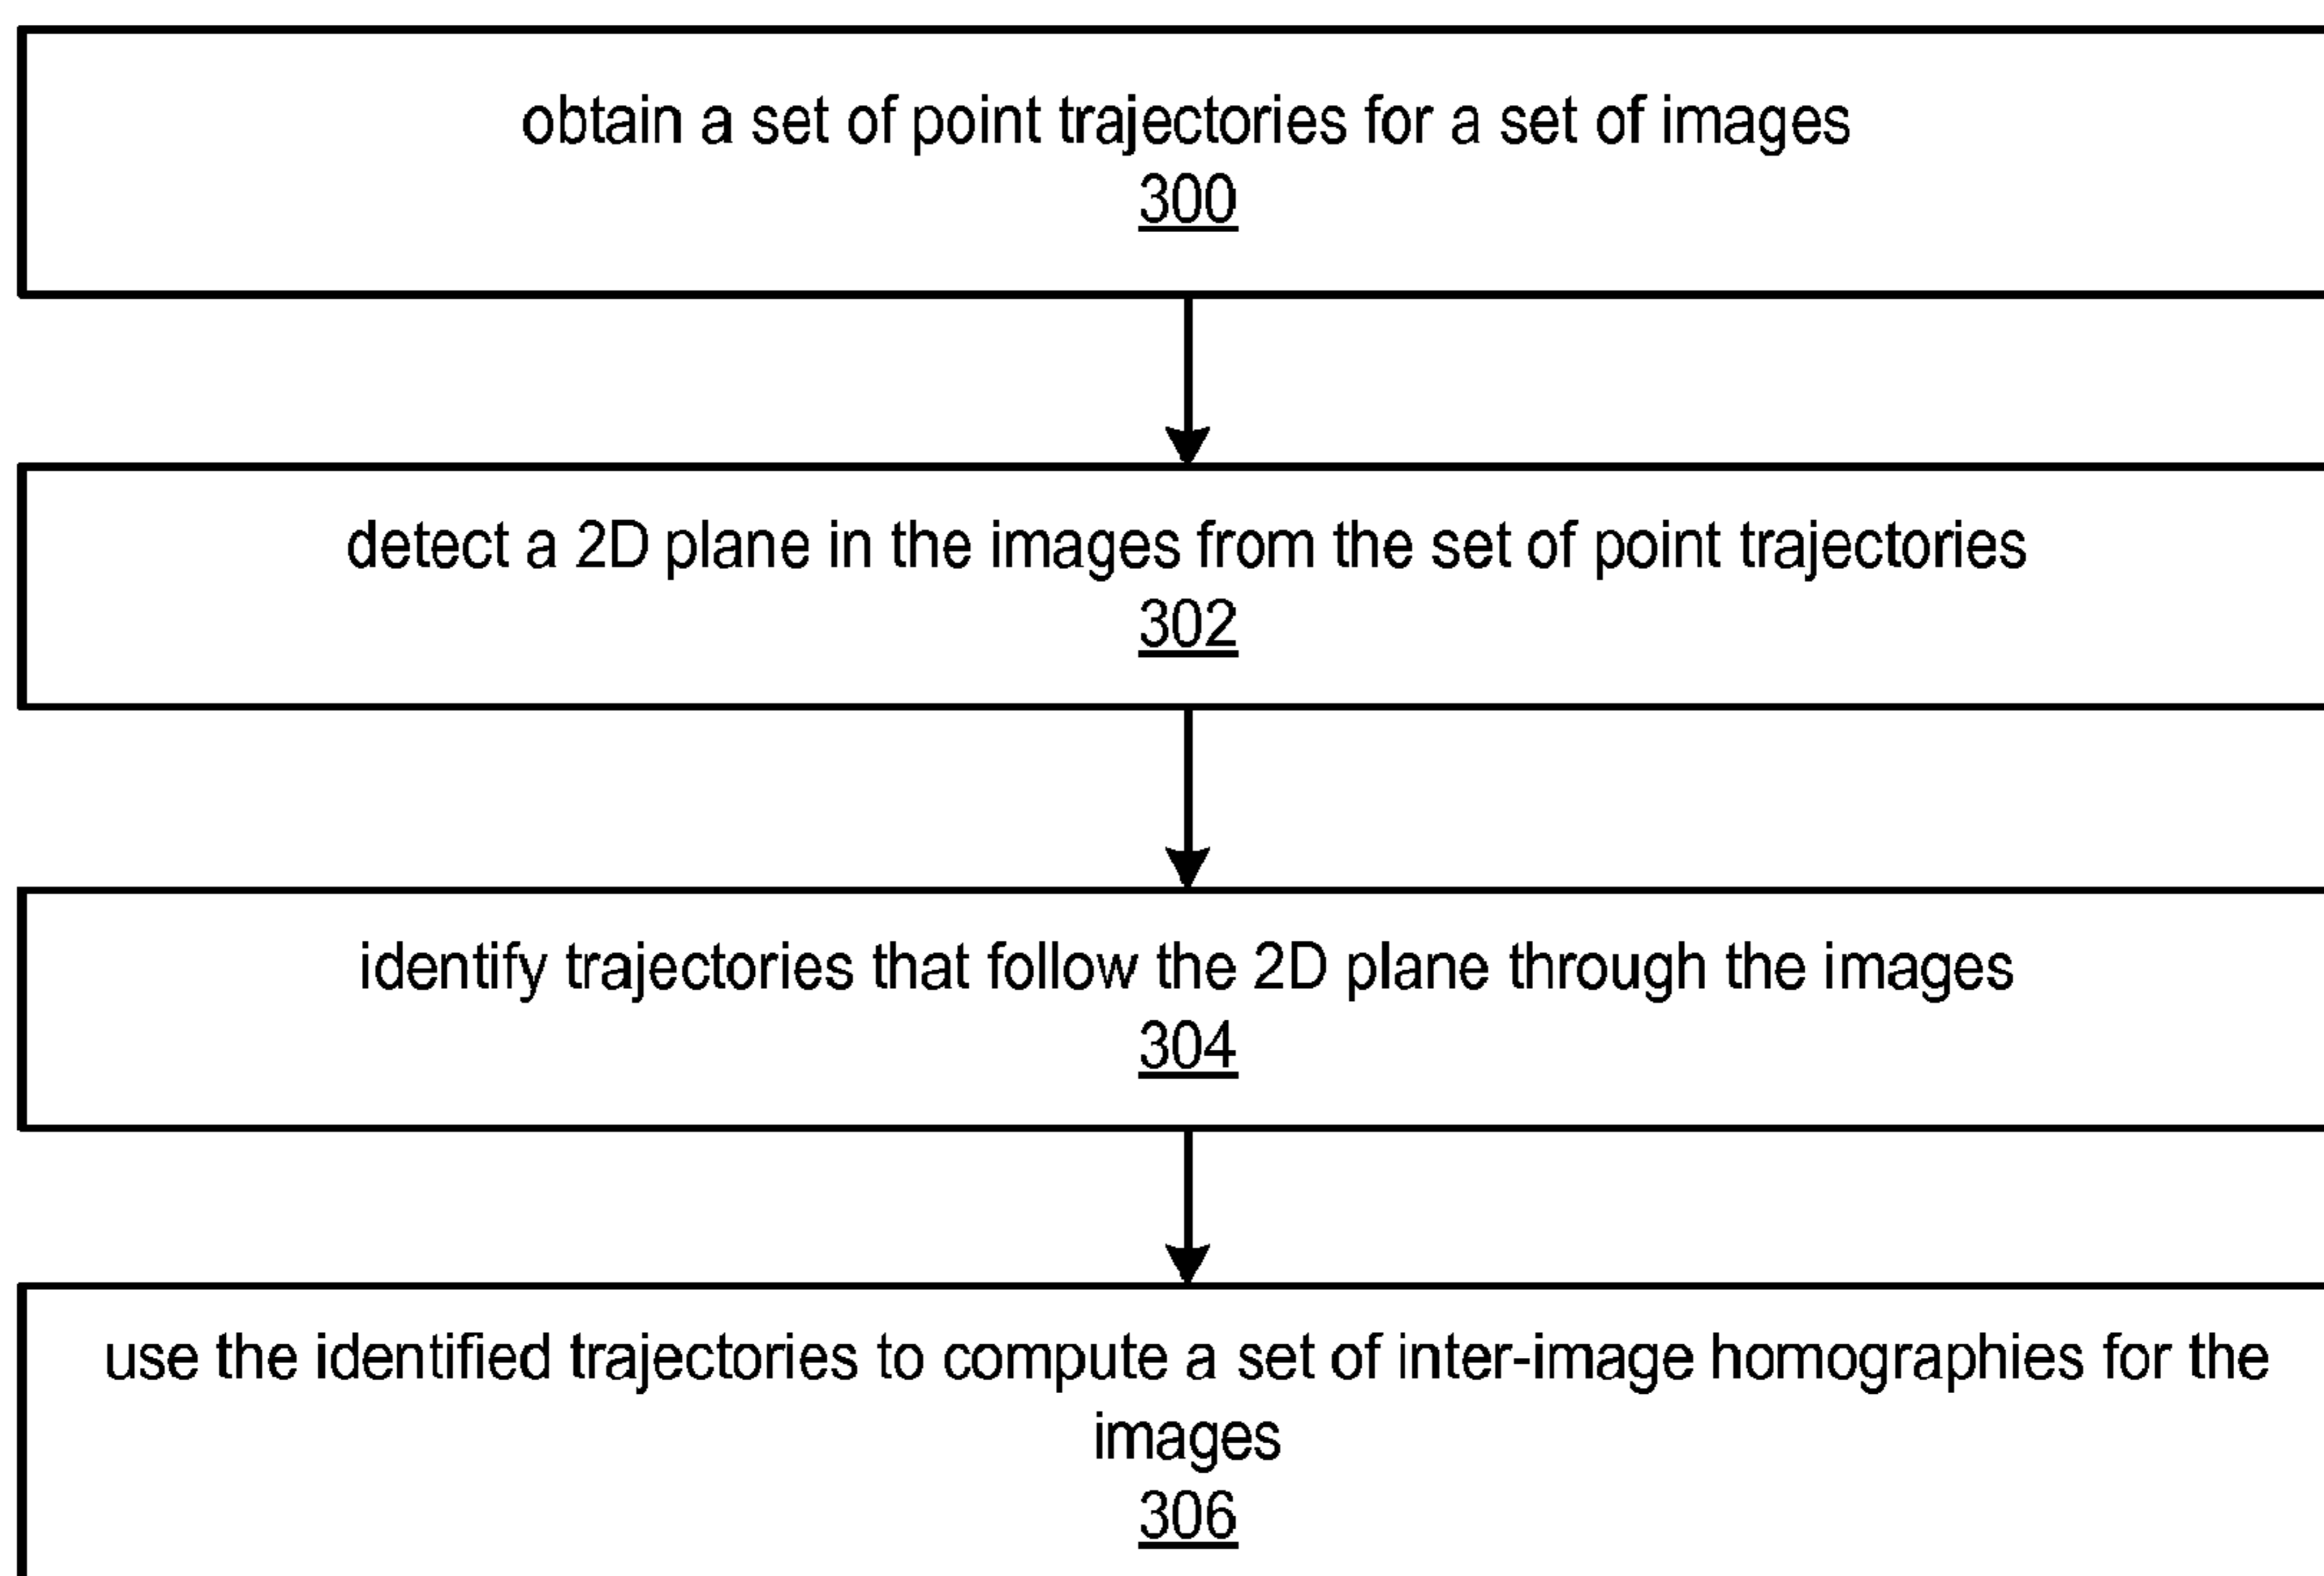 obtain a set of point trajectories for a set of images
300
detect a 2D plane in the images from the set of point trajectories
302
identify trajectories that follow the 2D plane through the images
304
use the identified trajectories to compute a set of inter-image homographies for the
images
306